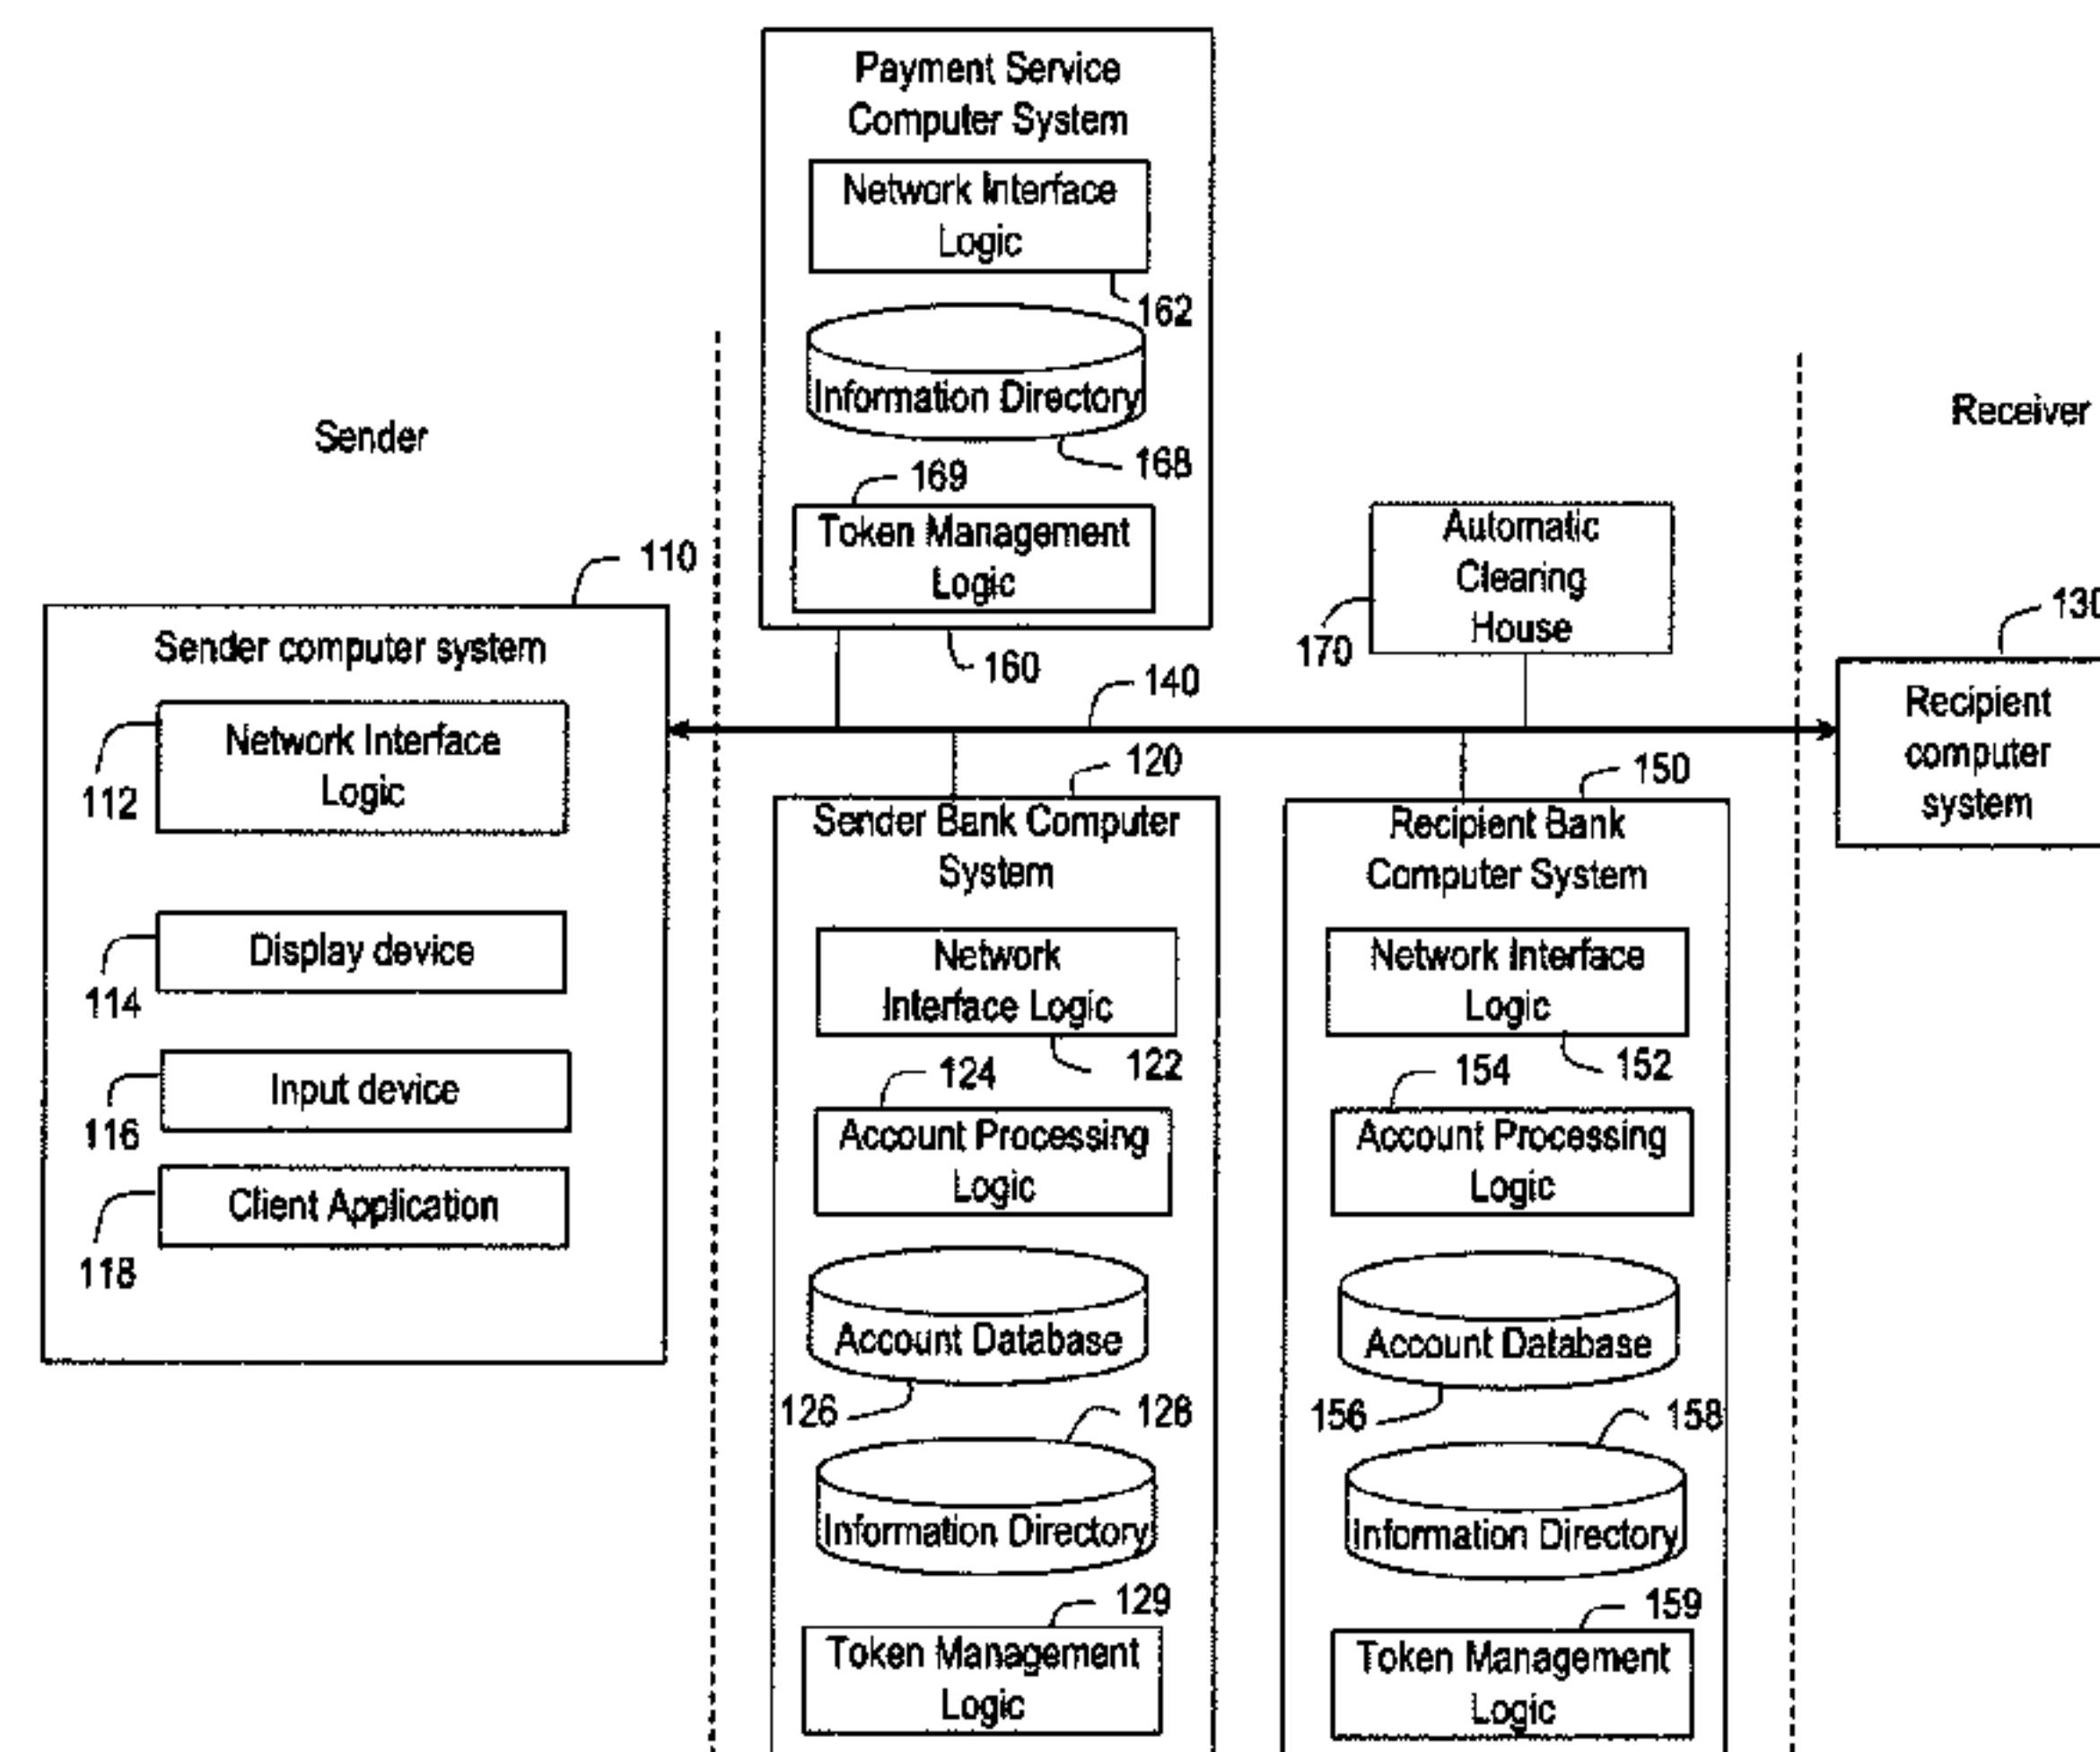 Payment Service
Computer System
Network Interface
Logic
162
Information Directory
168
169
Token Management
Logic
160
Sender
Receiver
110
Sender computer system
Network Interface
Logic
112
Display device
114
Input device
116
Client Application
118
140
Automatic
Clearing
House
170
130
Recipient
computer
system
120
Sender Bank Computer
System
Network
Interface Logic
122
124
Account Processing
Logic
Account Database
126
128
Information Directory
129
Token Management
Logic
150
Recipient Bank
Computer System
Network Interface
Logic
152
154
Account Processing
Logic
Account Database
156
158
Information Directory
159
Token Management
Logic